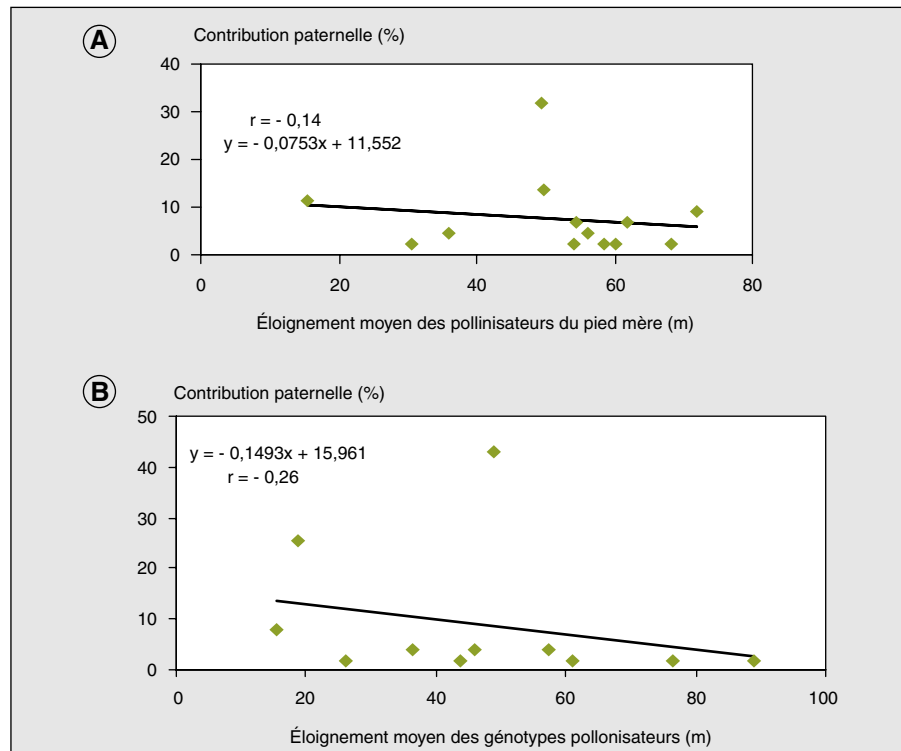 A
Contribution paternelle (%)
40
30
20
10
0
r = - 0,14
y = - 0,0753x + 11,552
0 20 40 60 80
Éloignement moyen des pollinisateurs du pied mère (m)
B
Contribution paternelle (%)
50
40
30
20
10
0
y = - 0,1493x + 15,961
r = - 0,26
0 20 40 60 80 100
Éloignement moyen des génotypes pollonisateurs (m)